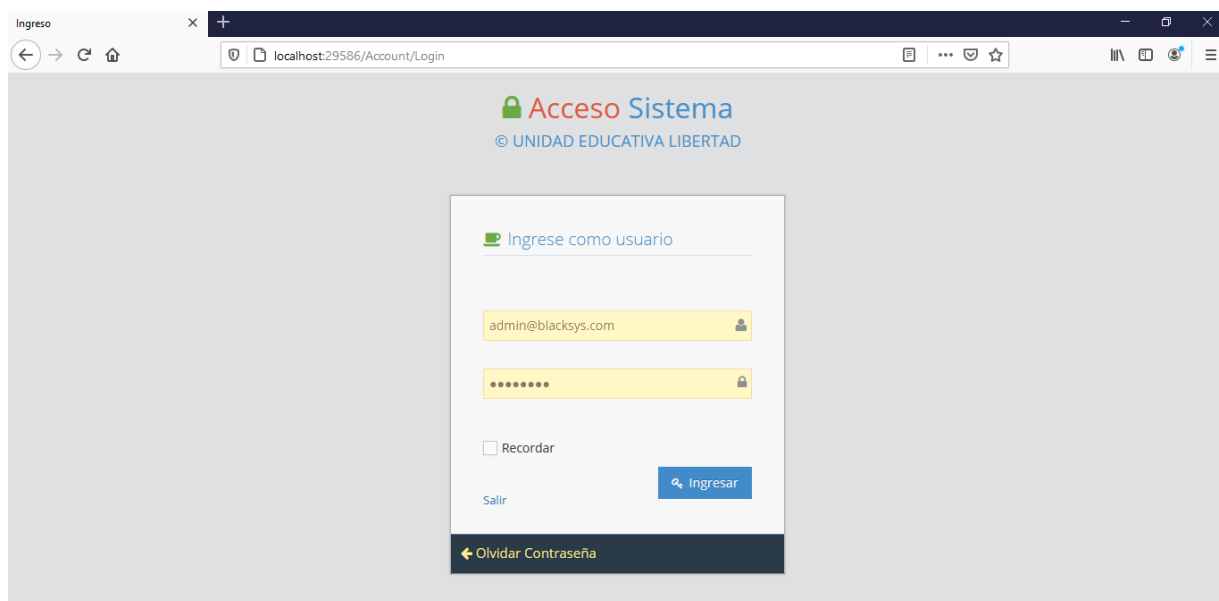 Ingreso
localhost:29586/Account/Login
Acceso Sistema
© UNIDAD EDUCATIVA LIBERTAD
Ingrese como usuario
admin@blacksys.com
••••••••
Recordar
Ingresar
Salir
Olvidar Contraseña